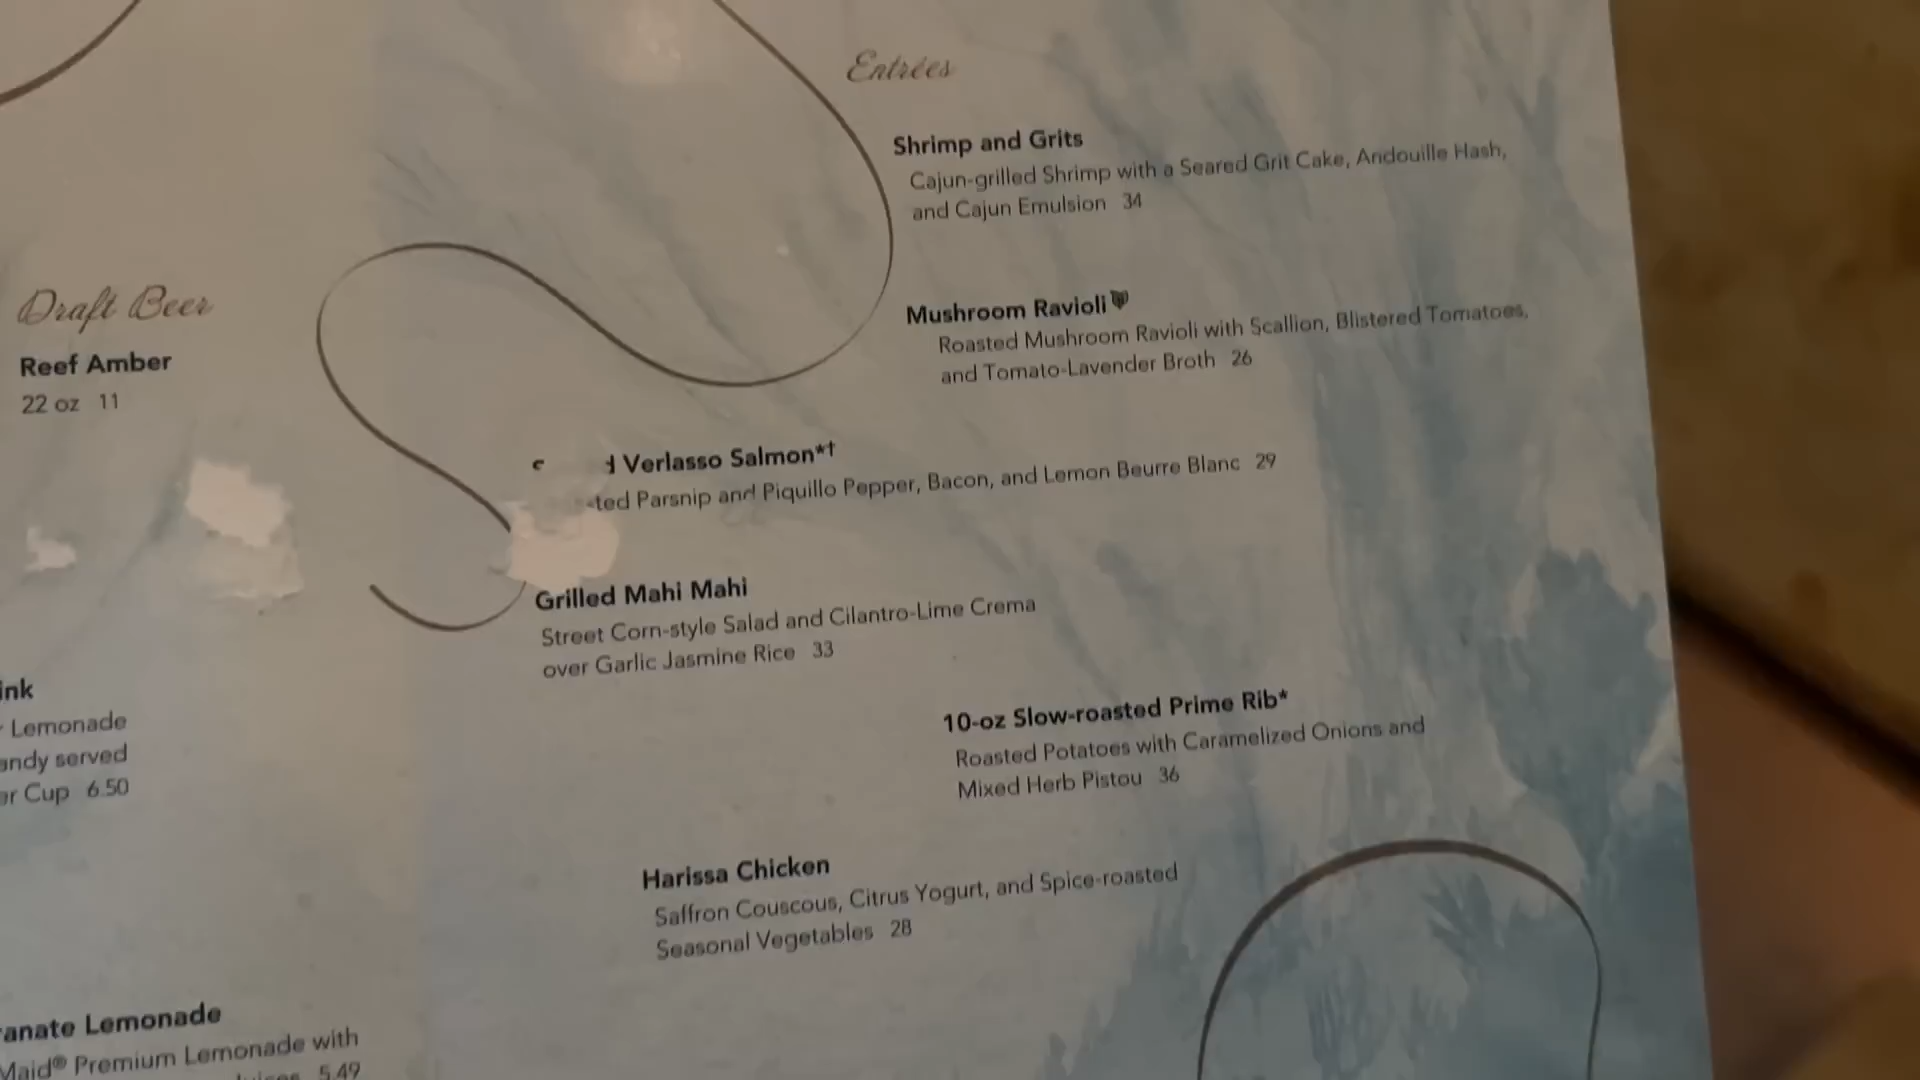 Entrées
Shrimp and Grits
Cajun-grilled Shrimp with a Seared Grit Cake, Andouille Hash,
and Cajun Emulsion 34
Mushroom Ravioli
Roasted Mushroom Ravioli with Scallion, Blistered Tomatoes,
and Tomato-Lavender Broth 26
Verlasso Salmon*†
Parsnip and Piquillo Pepper, Bacon, and Lemon Beurre Blanc 29
Grilled Mahi Mahi
Street Corn-style Salad and Cilantro-Lime Crema
over Garlic Jasmine Rice 33
10-oz Slow-roasted Prime Rib*
Roasted Potatoes with Caramelized Onions and
Mixed Herb Pistou 36
Harissa Chicken
Saffron Couscous, Citrus Yogurt, and Spice-roasted
Seasonal Vegetables 28
Draft Beer
Reef Amber
22 oz 11
Lemonade
served
Cup 6.50
Lemonade
Premium Lemonade with
5.49